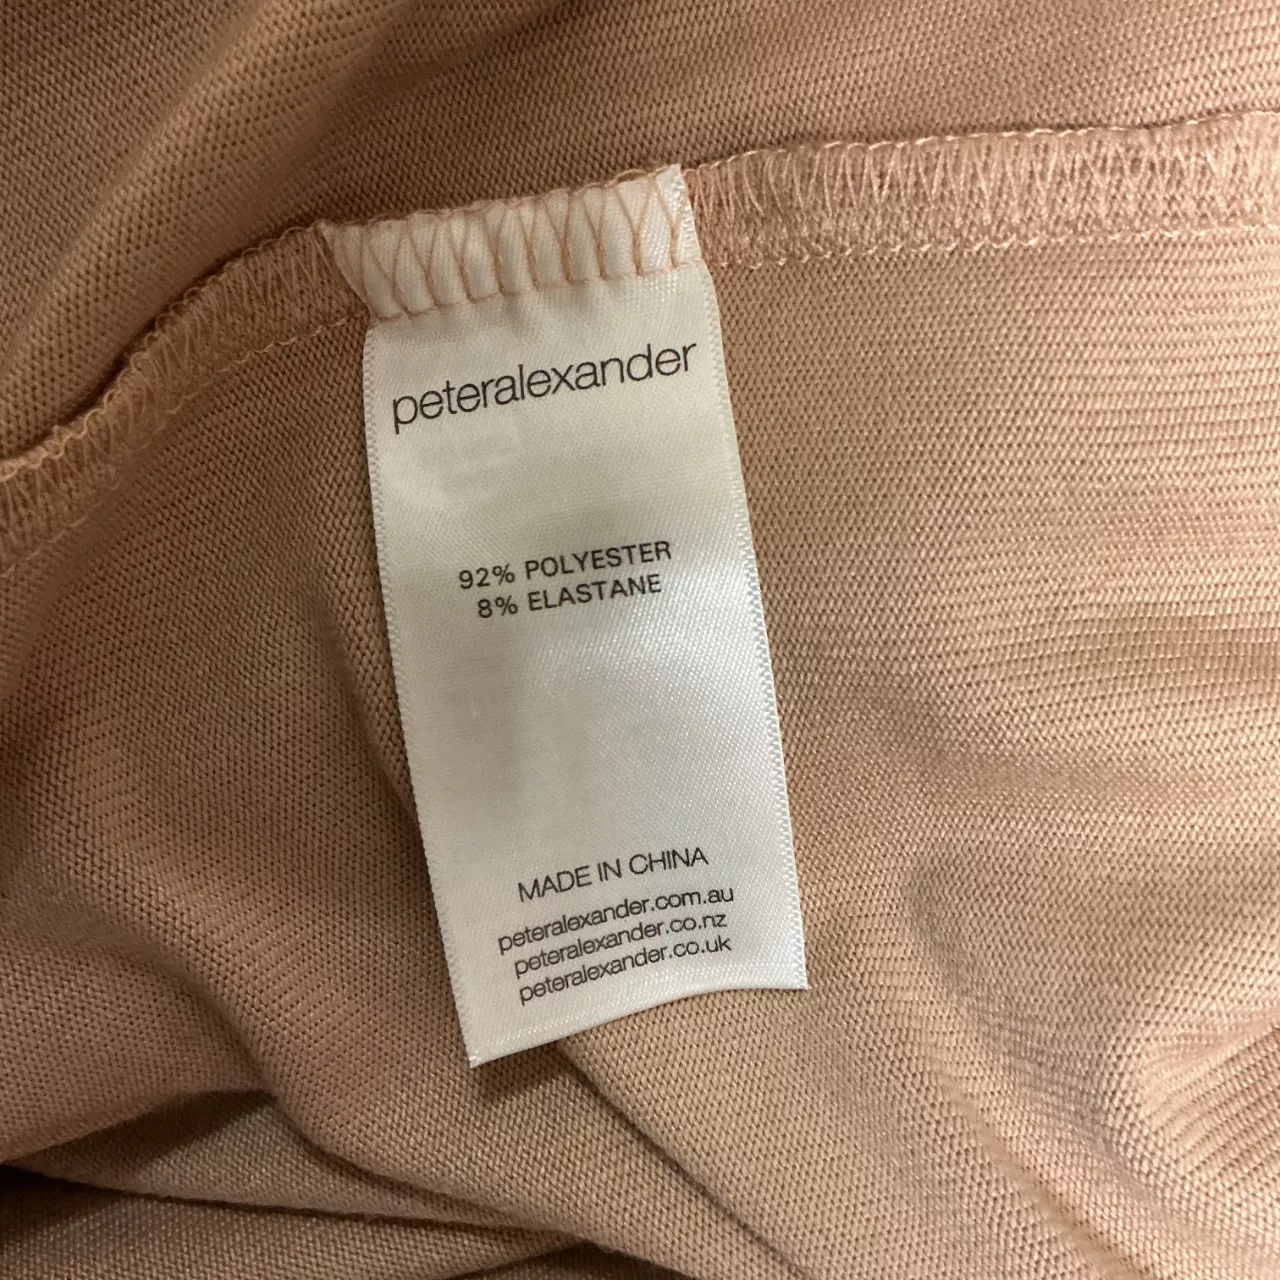 peteralexander
92% POLYESTER
8% ELASTANE
MADE IN CHINA
peteralexander.com.au
peteralexander.co.nz
peteralexander.co.uk